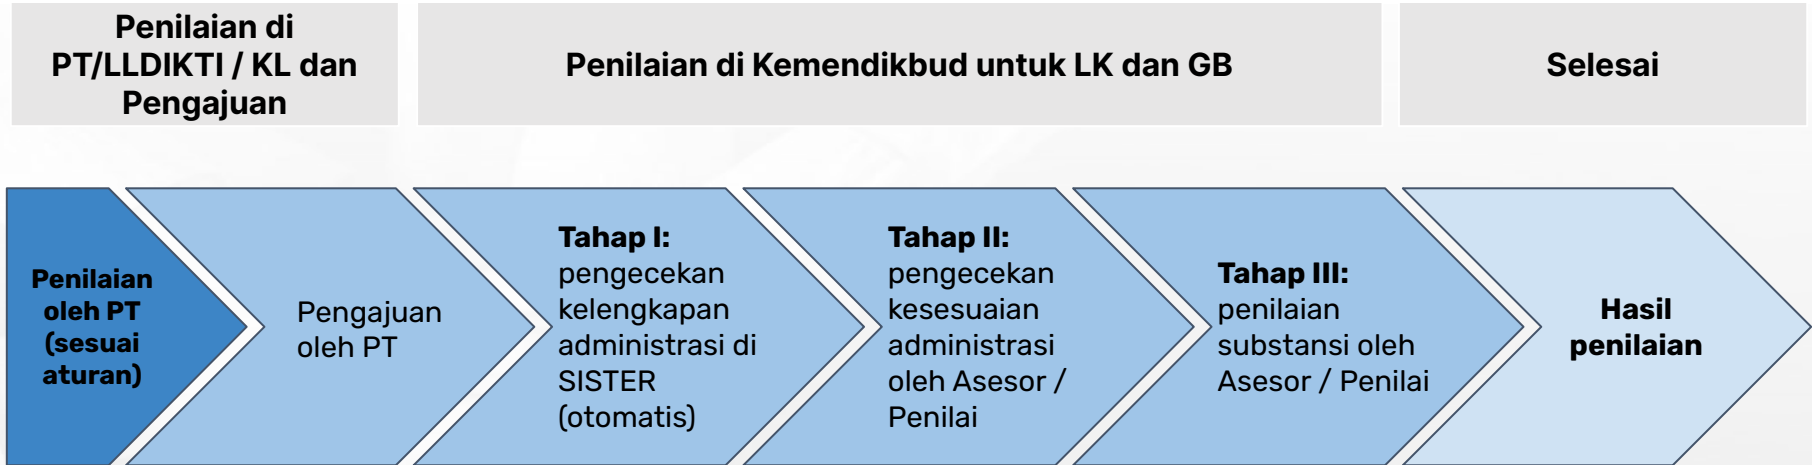 Penilaian di
PT/LLDIKTI / KL dan
Pengajuan
Penilaian di Kemendikbud untuk LK dan GB
Selesai
Penilaian
oleh PT
(sesuai
aturan)
Pengajuan
oleh PT
Tahap I:
pengecekan
kelengkapan
administrasi di
SISTER
(otomatis)
Tahap II:
pengecekan
kesesuaian
administrasi
oleh Asesor /
Penilai
Tahap III:
penilaian
substansi oleh
Asesor / Penilai
Hasil
penilaian